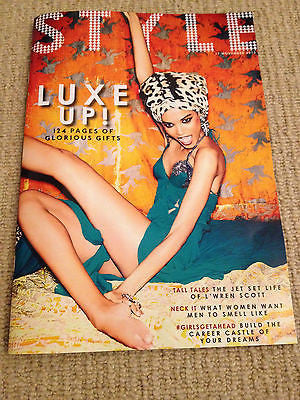 STYLE
LUXE
UP!
124 PAGES OF
GLORIOUS GIFTS
TALL TALES THE JET SET LIFE
OF L'WREN SCOTT
NECK IT WHAT WOMEN WANT
MEN TO SMELL LIKE
#GIRLSGETAHEAD BUILD THE
CAREER CASTLE OF
YOUR DREAMS